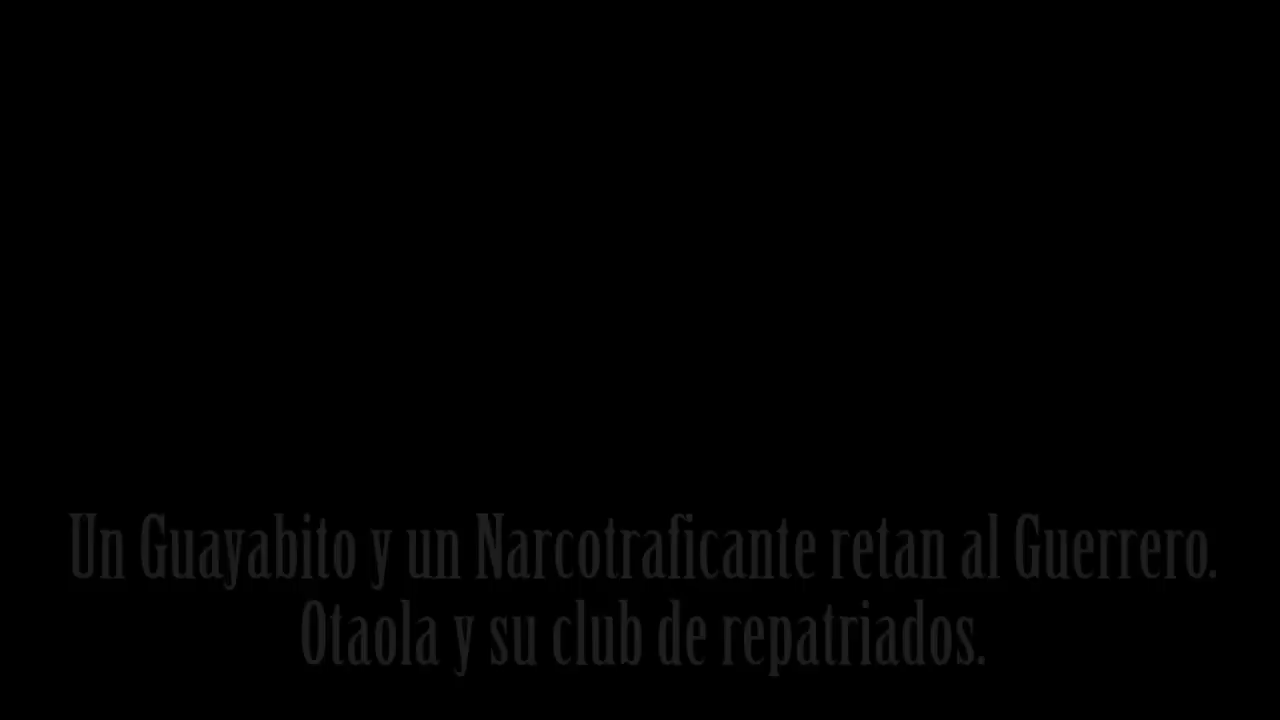 Un Guayabito y un Narcotraficante retan al Guerrero.
Otaola y su club de repatriados.